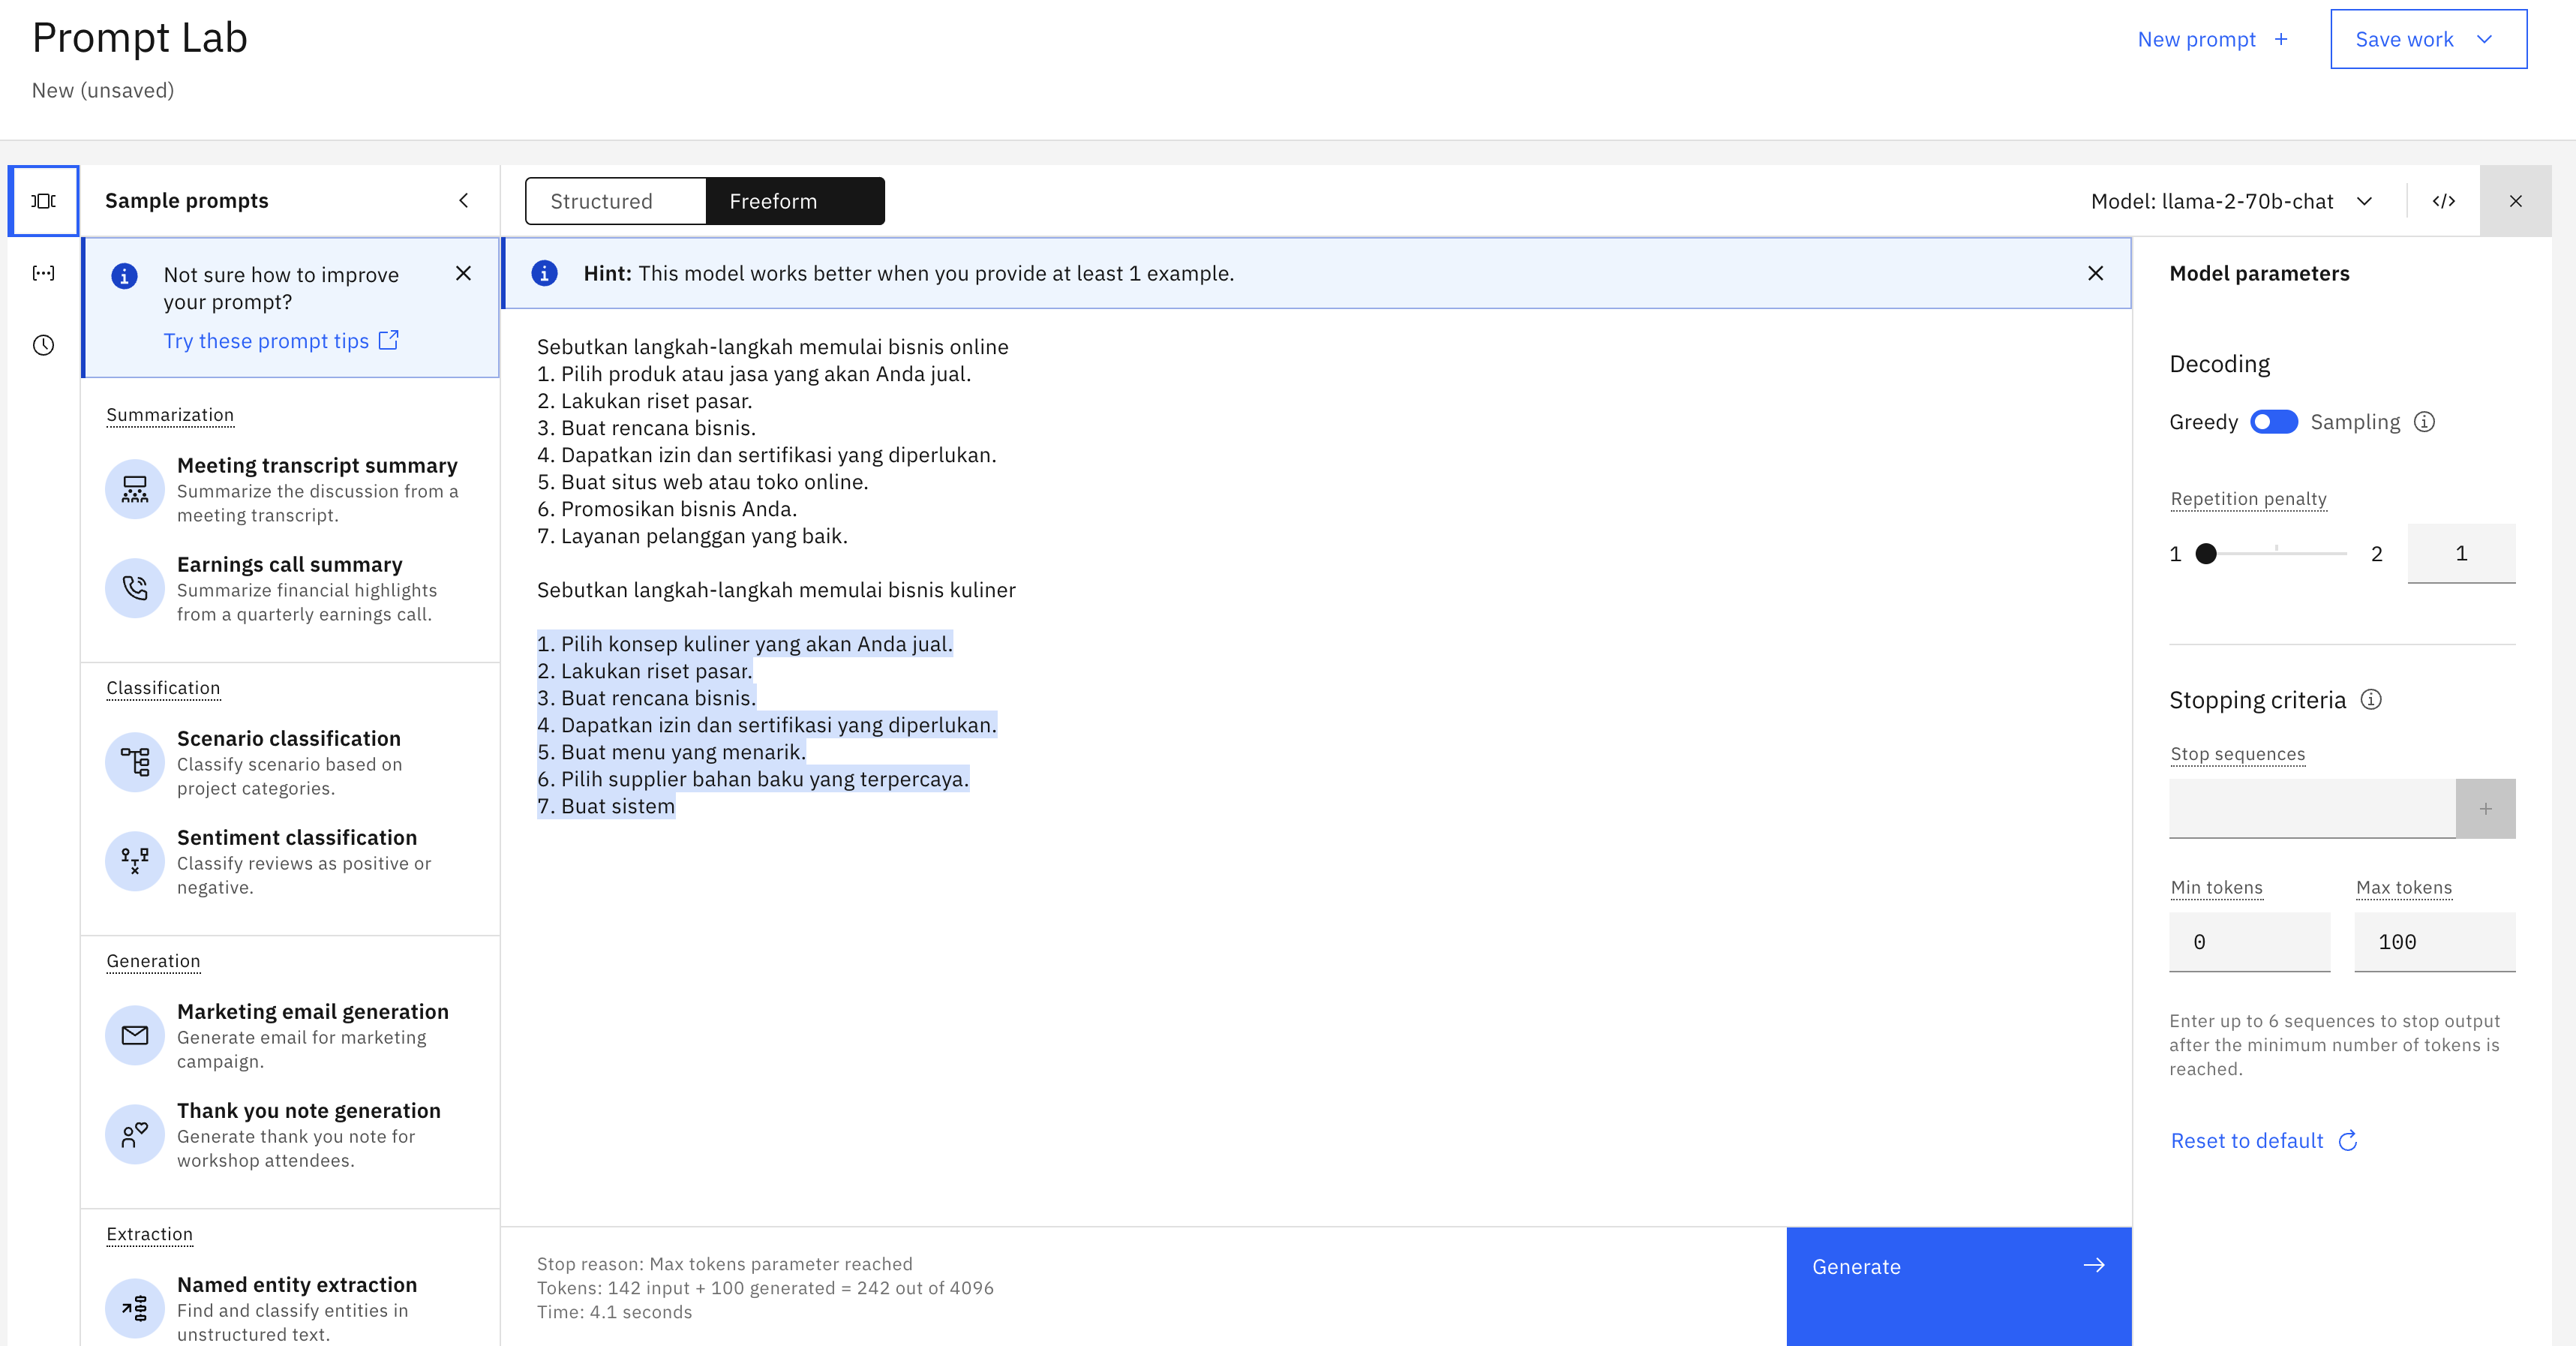 Prompt Lab
New (unsaved)
New prompt +
Save work
Sample prompts
Not sure how to improve
your prompt?
Try these prompt tips
Summarization
Meeting transcript summary
Summarize the discussion from a
meeting transcript.
Earnings call summary
Summarize financial highlights
from a quarterly earnings call.
Classification
Scenario classification
Classify scenario based on
project categories.
Sentiment classification
Classify reviews as positive or
negative.
Generation
Marketing email generation
Generate email for marketing
campaign.
Thank you note generation
Generate thank you note for
workshop attendees.
Extraction
Named entity extraction
Find and classify entities in
unstructured text.
Structured
Freeform
Model: llama-2-70b-chat
</>
Hint: This model works better when you provide at least 1 example.
Sebutkan langkah-langkah memulai bisnis online
1. Pilih produk atau jasa yang akan Anda jual.
2. Lakukan riset pasar.
3. Buat rencana bisnis.
4. Dapatkan izin dan sertifikasi yang diperlukan.
5. Buat situs web atau toko online.
6. Promosikan bisnis Anda.
7. Layanan pelanggan yang baik.
Sebutkan langkah-langkah memulai bisnis kuliner
1. Pilih konsep kuliner yang akan Anda jual.
2. Lakukan riset pasar.
3. Buat rencana bisnis.
4. Dapatkan izin dan sertifikasi yang diperlukan.
5. Buat menu yang menarik.
6. Pilih supplier bahan baku yang terpercaya.
7. Buat sistem
Stop reason: Max tokens parameter reached
Tokens: 142 input + 100 generated = 242 out of 4096
Time: 4.1 seconds
Generate
Model parameters
Decoding
Greedy
Sampling
Repetition penalty
1
2
1
Stopping criteria
Stop sequences
+
Min tokens
Max tokens
0
100
Enter up to 6 sequences to stop output
after the minimum number of tokens is
reached.
Reset to default